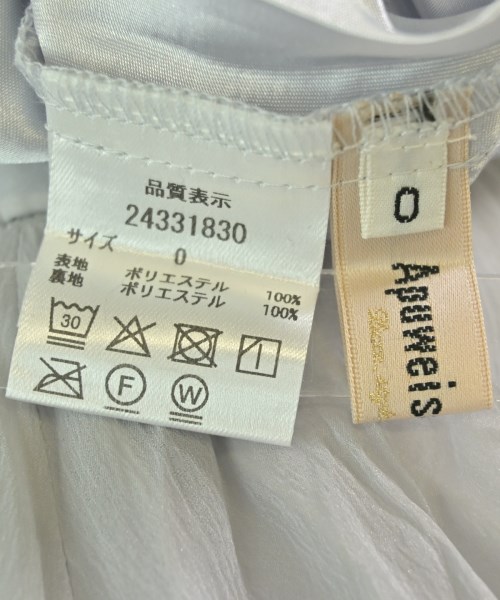 品質表示
24331830
サイズ 0
表地 ポリエステル 100%
裏地 ポリエステル 100%
30
F
W
0
Apuweis